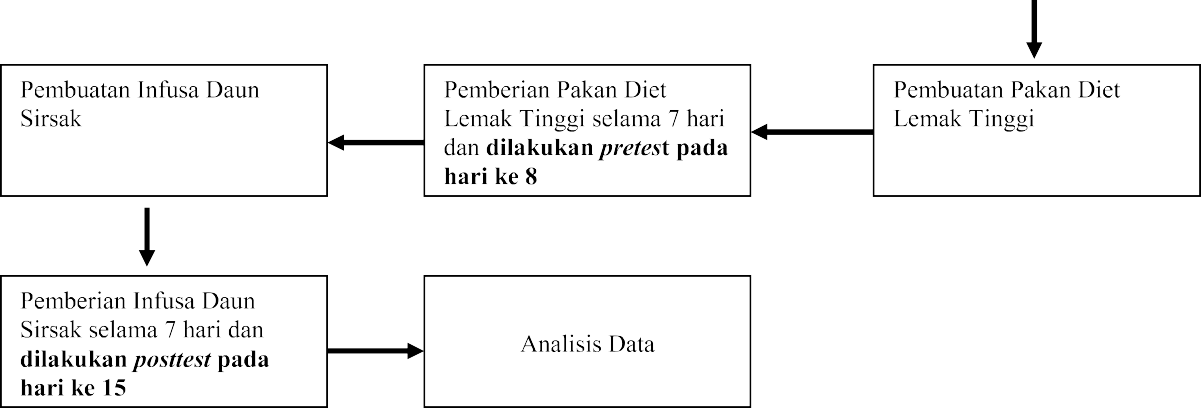 Pembuatan Infusa Daun
Sirsak
Pemberian Pakan Diet
Lemak Tinggi selama 7 hari
dan dilakukan pretest pada
hari ke 8
Pembuatan Pakan Diet
Lemak Tinggi
Pemberian Infusa Daun
Sirsak selama 7 hari dan
dilakukan posttest pada
hari ke 15
Analisis Data